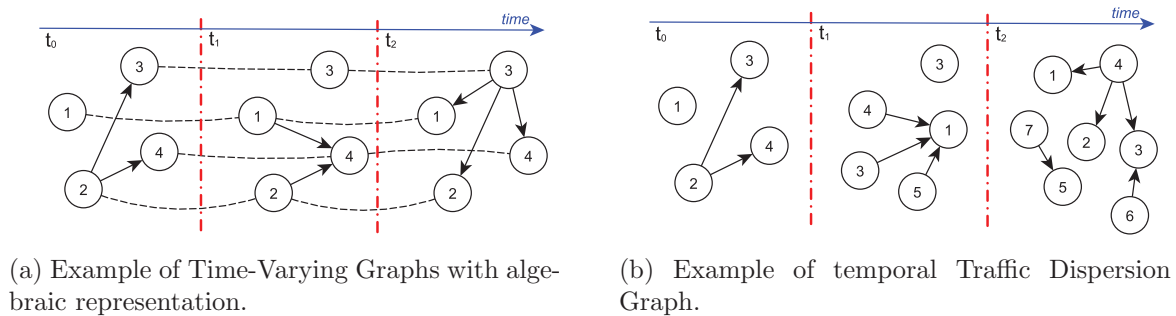 time
t₀ t₁ t₂
3 3 3
1 1 1
4 4 4
2 2 2
(a) Example of Time-Varying Graphs with alge-
braic representation.
time
t₀ t₁ t₂
3 3 4
1 1
4 7
1
4 2 3
3
2 5 5
6
(b) Example of temporal Traffic Dispersion
Graph.